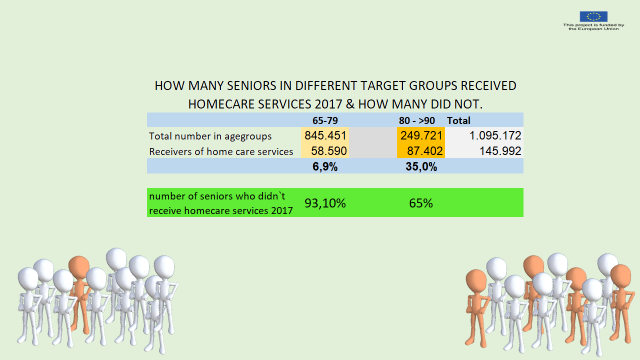 This project is funded by
the European Union
HOW MANY SENIORS IN DIFFERENT TARGET GROUPS RECEIVED
HOMECARE SERVICES 2017 & HOW MANY DID NOT.
65-79 80 - >90 Total
Total number in agegroups 845.451 249.721 1.095.172
Receivers of home care services 58.590 87.402 145.992
6,9% 35,0%
number of seniors who didn`t
receive homecare services 2017 93,10% 65%